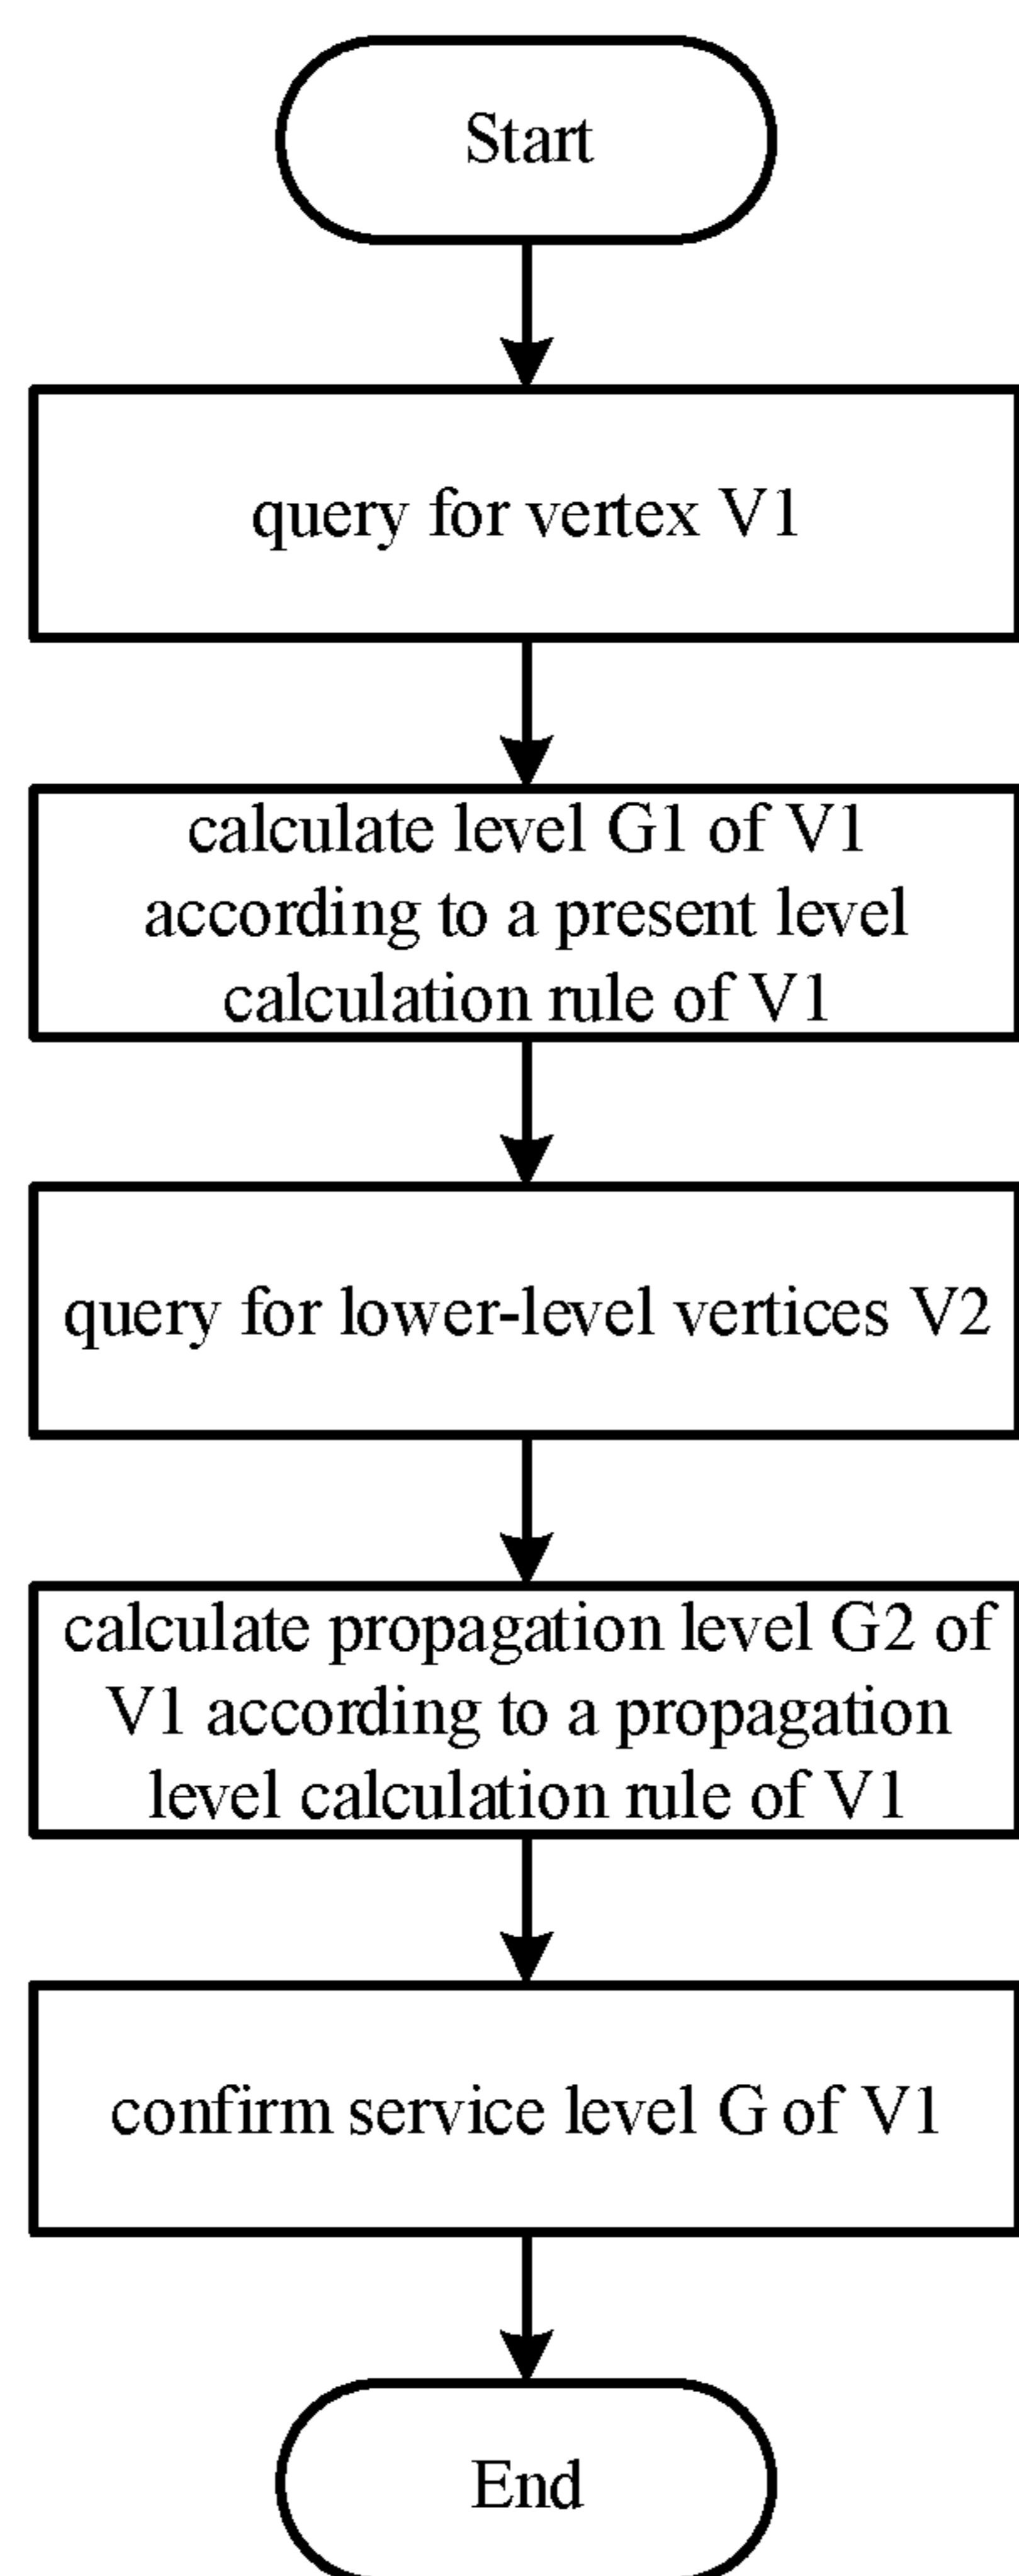 Start
query for vertex V1
calculate level G1 of V1
according to a present level
calculation rule of V1
query for lower-level vertices V2
calculate propagation level G2 of
V1 according to a propagation
level calculation rule of V1
confirm service level G of V1
End